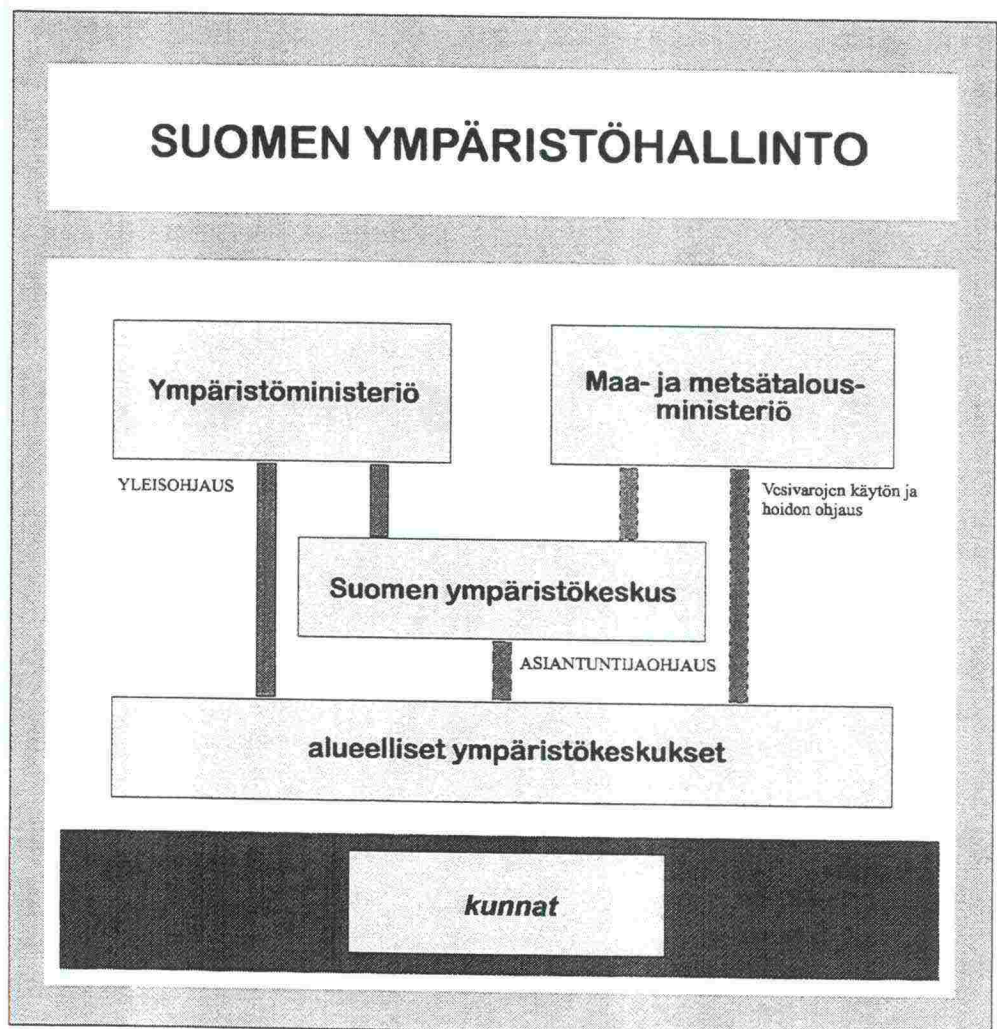 SUOMEN YMPÄRISTÖHALLINTO
Ympäristöministeriö
Maa- ja metsätalous-
ministeriö
YLEISOHJAUS
Vesivarojen käytön ja
hoidon ohjaus
Suomen ympäristökeskus
ASIANTUNTIJAOHJAUS
alueelliset ympäristökeskukset
kunnat